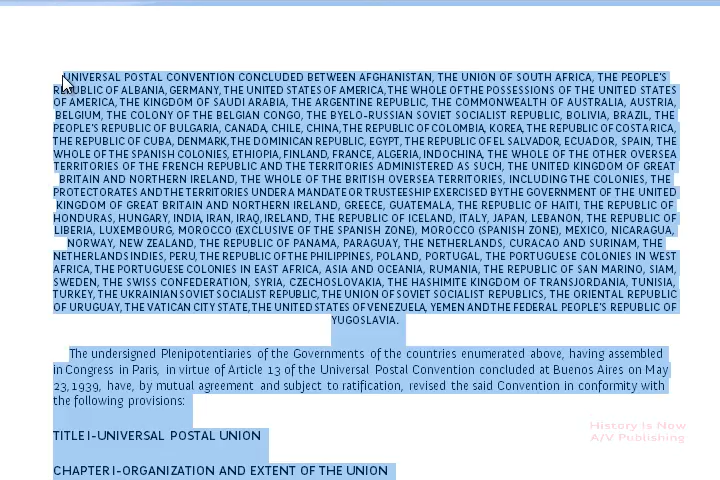 UNIVERSAL POSTAL CONVENTION CONCLUDED BETWEEN AFGHANISTAN, THE UNION OF SOUTH AFRICA, THE PEOPLE'S
REPUBLIC OF ALBANIA, GERMANY, THE UNITED STATES OF AMERICA, THE WHOLE OF THE POSSESSIONS OF THE UNITED STATES
OF AMERICA, THE KINGDOM OF SAUDI ARABIA, THE ARGENTINE REPUBLIC, THE COMMONWEALTH OF AUSTRALIA, AUSTRIA,
BELGIUM, THE COLONY OF THE BELGIAN CONGO, THE BYELO-RUSSIAN SOVIET SOCIALIST REPUBLIC, BOLIVIA, BRAZIL, THE
PEOPLE'S REPUBLIC OF BULGARIA, CANADA, CHILE, CHINA, THE REPUBLIC OF COLOMBIA, KOREA, THE REPUBLIC OF COSTA RICA,
THE REPUBLIC OF CUBA, DENMARK, THE DOMINICAN REPUBLIC, EGYPT, THE REPUBLIC OF EL SALVADOR, ECUADOR, SPAIN, THE
WHOLE OF THE SPANISH COLONIES, ETHIOPIA, FINLAND, FRANCE, ALGERIA, INDOCHINA, THE WHOLE OF THE OTHER OVERSEA
TERRITORIES OF THE FRENCH REPUBLIC AND THE TERRITORIES ADMINISTERED AS SUCH, THE UNITED KINGDOM OF GREAT
BRITAIN AND NORTHERN IRELAND, THE WHOLE OF THE BRITISH OVERSEA TERRITORIES, INCLUDING THE COLONIES, THE
PROTECTORATES AND THE TERRITORIES UNDER A MANDATE OR TRUSTEESHIP EXERCISED BY THE GOVERNMENT OF THE UNITED
KINGDOM OF GREAT BRITAIN AND NORTHERN IRELAND, GREECE, GUATEMALA, THE REPUBLIC OF HAITI, THE REPUBLIC OF
HONDURAS, HUNGARY, INDIA, IRAN, IRAQ, IRELAND, THE REPUBLIC OF ICELAND, ITALY, JAPAN, LEBANON, THE REPUBLIC OF
LIBERIA, LUXEMBOURG, MOROCCO (EXCLUSIVE OF THE SPANISH ZONE), MOROCCO (SPANISH ZONE), MEXICO, NICARAGUA,
NORWAY, NEW ZEALAND, THE REPUBLIC OF PANAMA, PARAGUAY, THE NETHERLANDS, CURACAO AND SURINAM, THE
NETHERLANDS INDIES, PERU, THE REPUBLIC OF THE PHILIPPINES, POLAND, PORTUGAL, THE PORTUGUESE COLONIES IN WEST
AFRICA, THE PORTUGUESE COLONIES IN EAST AFRICA, ASIA AND OCEANIA, RUMANIA, THE REPUBLIC OF SAN MARINO, SIAM,
SWEDEN, THE SWISS CONFEDERATION, SYRIA, CZECHOSLOVAKIA, THE HASHIMITE KINGDOM OF TRANSJORDANIA, TUNISIA,
TURKEY, THE UKRAINIAN SOVIET SOCIALIST REPUBLIC, THE UNION OF SOVIET SOCIALIST REPUBLICS, THE ORIENTAL REPUBLIC
OF URUGUAY, THE VATICAN CITY STATE, THE UNITED STATES OF VENEZUELA, YEMEN AND THE FEDERAL PEOPLE'S REPUBLIC OF
YUGOSLAVIA.
The undersigned Plenipotentiaries of the Governments of the countries enumerated above, having assembled
in Congress in Paris, in virtue of Article 13 of the Universal Postal Convention concluded at Buenos Aires on May
23, 1939, have, by mutual agreement and subject to ratification, revised the said Convention in conformity with
the following provisions:
TITLE I-UNIVERSAL POSTAL UNION
CHAPTER I-ORGANIZATION AND EXTENT OF THE UNION
History Is Now
A/V Publishing